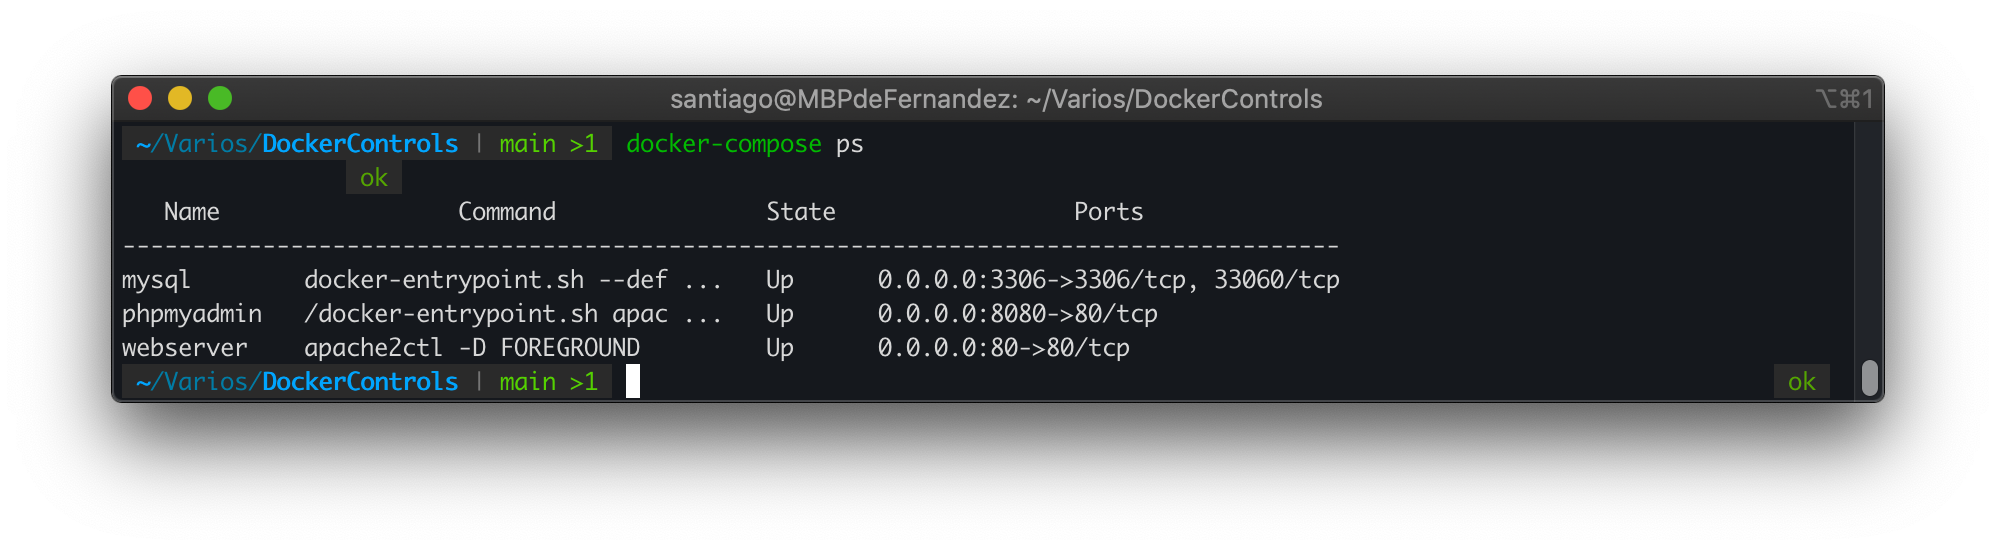 santiago@MBPdeFernandez: ~/Varios/DockerControls ⌥⌘1
~/Varios/DockerControls | main >1 docker-compose ps
ok
Name Command State Ports
---------------------------------------------------------------------------------------
mysql docker-entrypoint.sh --def ... Up 0.0.0.0:3306->3306/tcp, 33060/tcp
phpmyadmin /docker-entrypoint.sh apac ... Up 0.0.0.0:8080->80/tcp
webserver apache2ctl -D FOREGROUND Up 0.0.0.0:80->80/tcp
~/Varios/DockerControls | main >1 ok